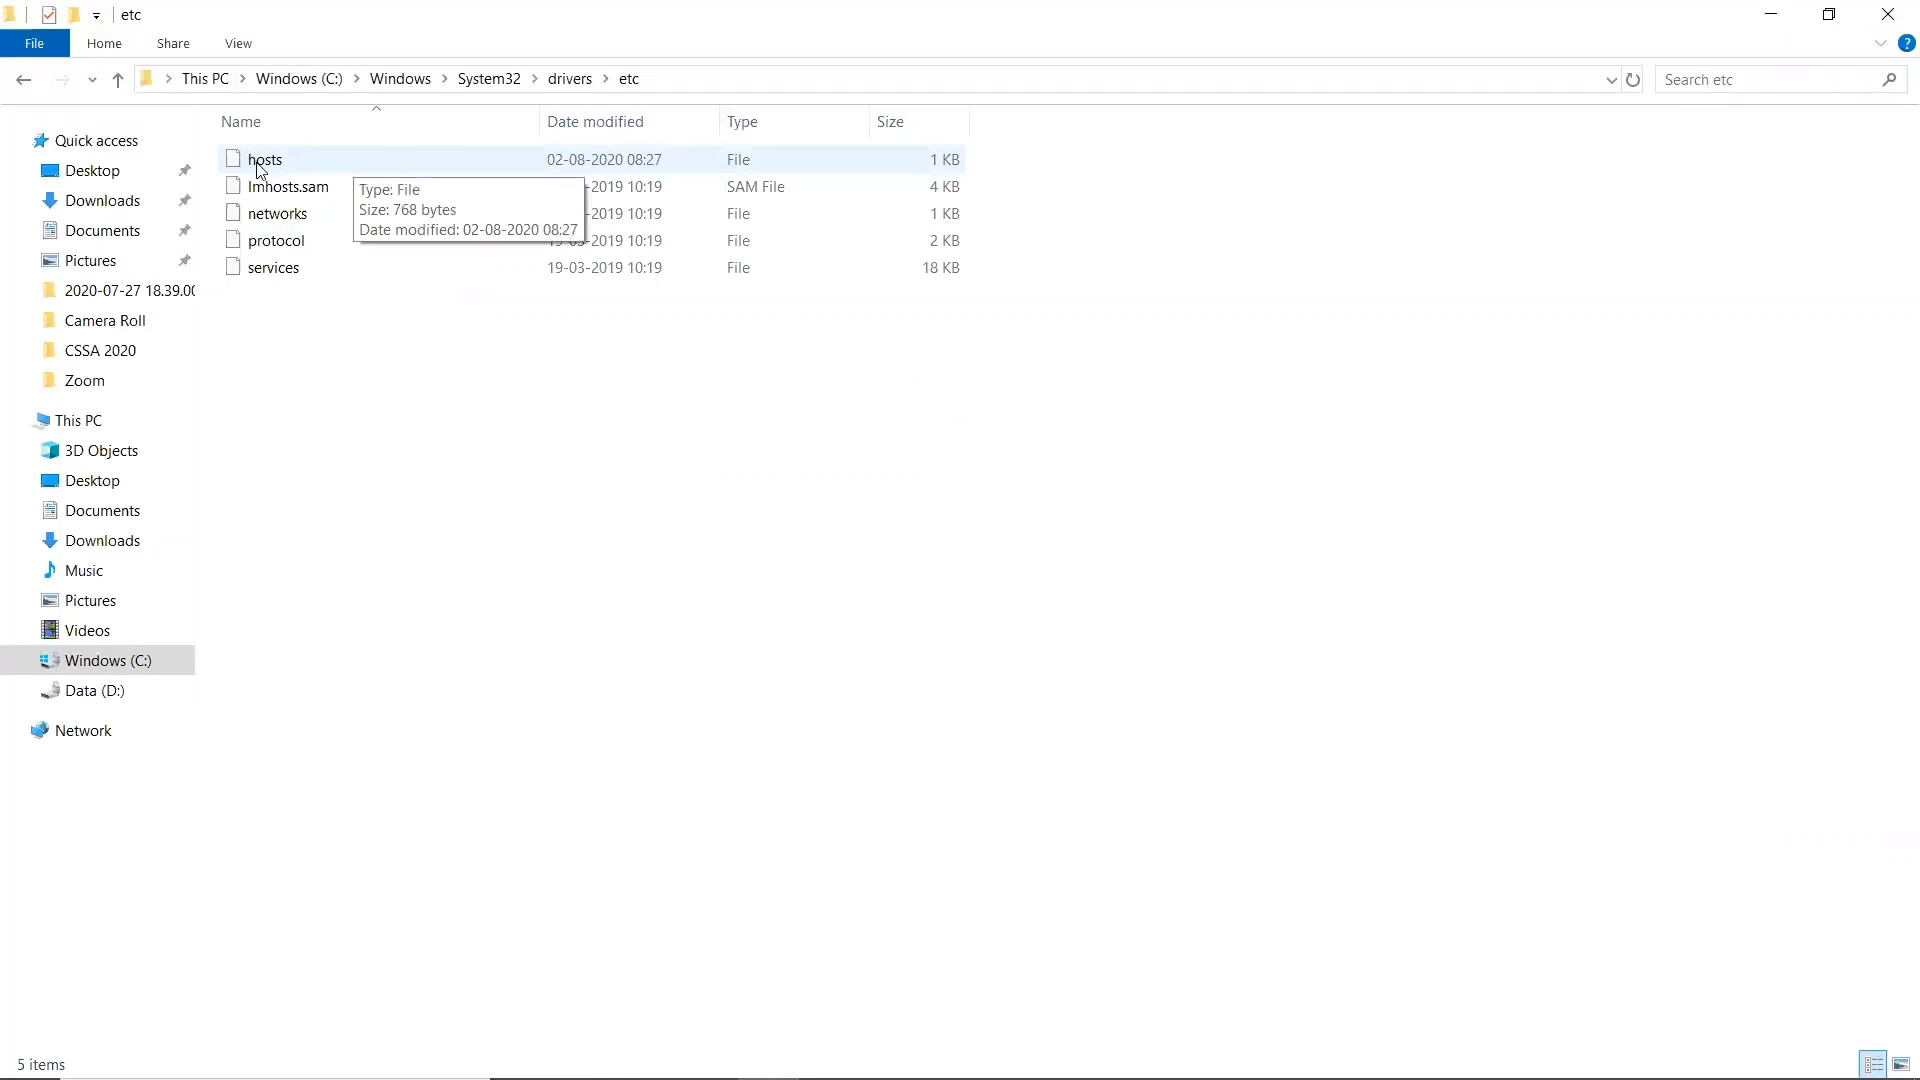 etc
File Home Share View
This PC Windows (C:) Windows System32 drivers etc Search etc
Name Date modified Type Size
Quick access
Desktop
Downloads
Documents
Pictures
2020-07-27 18.39.00
Camera Roll
CSSA 2020
Zoom
This PC
3D Objects
Desktop
Documents
Downloads
Music
Pictures
Videos
Windows (C:)
Data (D:)
Network
hosts 02-08-2020 08:27 File 1 KB
lmhosts.sam -2019 10:19 SAM File 4 KB
networks -2019 10:19 File 1 KB
protocol 19-03-2019 10:19 File 2 KB
services 19-03-2019 10:19 File 18 KB
Type: File
Size: 768 bytes
Date modified: 02-08-2020 08:27
5 items